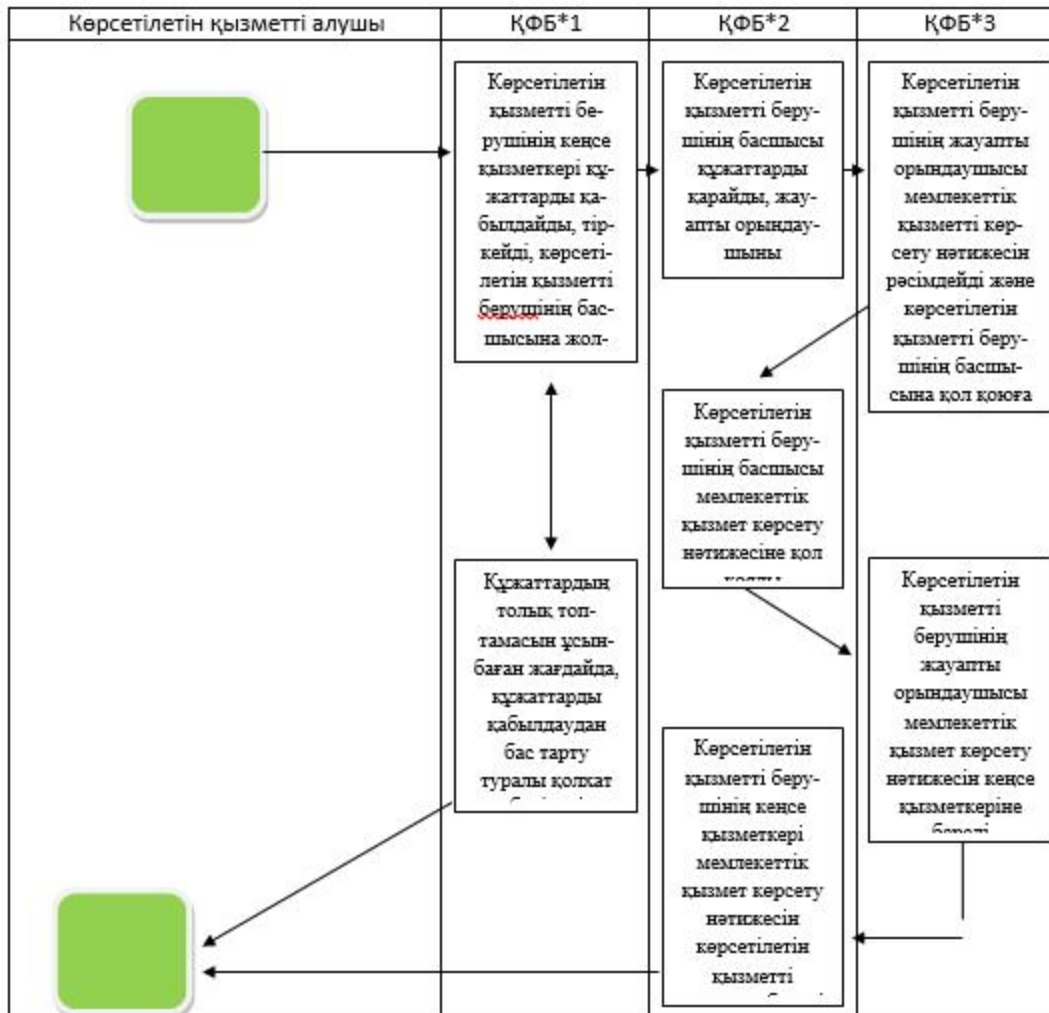 Көрсетілетін қызметті алушы
ҚФБ*1
ҚФБ*2
ҚФБ*3
Көрсетілетін
қызметті бе-
рушінің кеңсе
қызметкері құ-
жаттарды қа-
былдайды, тір-
кейді, көрсеті-
летін қызметті
берушінің бас-
шысына жол-
Көрсетілетін
қызметті беру-
шінің басшысы
құжаттарды
қарайды, жау-
апты орындау-
шыны
Көрсетілетін
қызметті беру-
шінің жауапты
орындаушысы
мемлекеттік
қызметті көр-
сету нәтижесін
рәсімдейді және
көрсетілетін
қызметті беру-
шінің басшы-
сына қол қоюға
Көрсетілетін
қызметті беру-
шінің басшысы
мемлекеттік
қызмет көрсету
нәтижесіне қол
Құжаттардың
толық топ-
тамасын ұсын-
баған жағдайда,
құжаттарды
қабылдаудан
бас тарту
туралы қолхат
Көрсетілетін
қызметті
берушінің
жауапты
орындаушысы
мемлекеттік
қызмет көрсету
нәтижесін кеңсе
қызметкеріне
Көрсетілетін
қызметті беру-
шінің кеңсе
қызметкері
мемлекеттік
қызмет көрсету
нәтижесін
көрсетілетін
қызметті